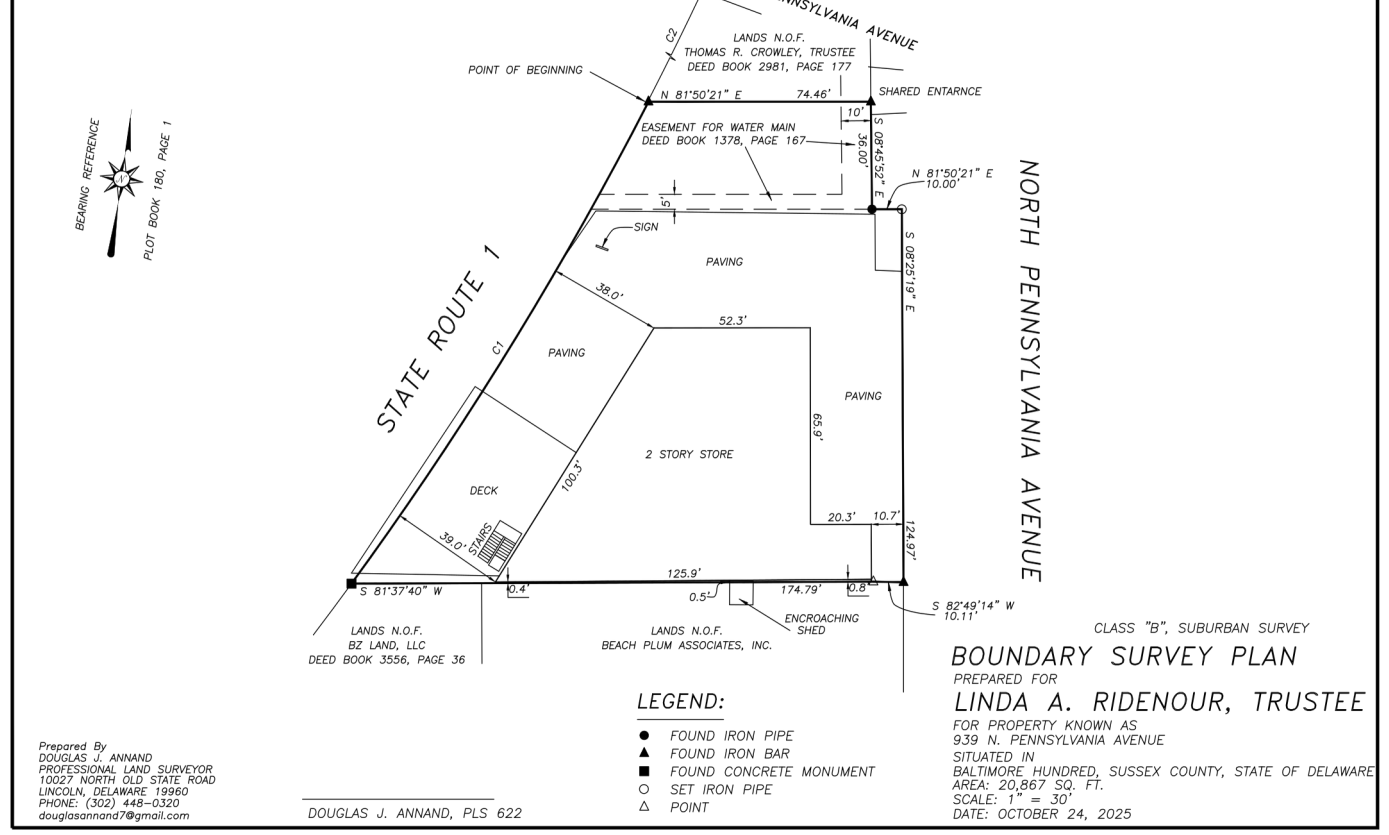 NNSYLVANIA AVENUE
C2
LANDS N.O.F.
THOMAS R. CROWLEY, TRUSTEE
DEED BOOK 2981, PAGE 177
POINT OF BEGINNING
N 81°50'21" E 74.46'
SHARED ENTARNCE
10'
EASEMENT FOR WATER MAIN
DEED BOOK 1378, PAGE 167
S 08°45'52" E
36.00'
N 81°50'21" E
10.00'
BEARING REFERENCE
N
PLOT BOOK 180, PAGE 1
5'
SIGN
S 08°25'19" E
124.97'
NORTH PENNSYLVANIA AVENUE
STATE ROUTE 1
C1
PAVING
38.0'
52.3'
PAVING
PAVING
65.9'
2 STORY STORE
100.3'
DECK
STAIRS
39.0'
20.3'
10.7'
125.9'
S 81°37'40" W
0.4'
0.5'
174.79'
0.8'
S 82°49'14" W
10.11'
ENCROACHING
SHED
LANDS N.O.F.
BZ LAND, LLC
DEED BOOK 3556, PAGE 36
LANDS N.O.F.
BEACH PLUM ASSOCIATES, INC.
CLASS "B", SUBURBAN SURVEY
BOUNDARY SURVEY PLAN
PREPARED FOR
LINDA A. RIDENOUR, TRUSTEE
FOR PROPERTY KNOWN AS
939 N. PENNSYLVANIA AVENUE
SITUATED IN
BALTIMORE HUNDRED, SUSSEX COUNTY, STATE OF DELAWARE
AREA: 20,867 SQ. FT.
SCALE: 1" = 30'
DATE: OCTOBER 24, 2025
LEGEND:
FOUND IRON PIPE
FOUND IRON BAR
FOUND CONCRETE MONUMENT
SET IRON PIPE
POINT
Prepared By
DOUGLAS J. ANNAND
PROFESSIONAL LAND SURVEYOR
10027 NORTH OLD STATE ROAD
LINCOLN, DELAWARE 19960
PHONE: (302) 448-0320
douglasannand7@gmail.com
DOUGLAS J. ANNAND, PLS 622